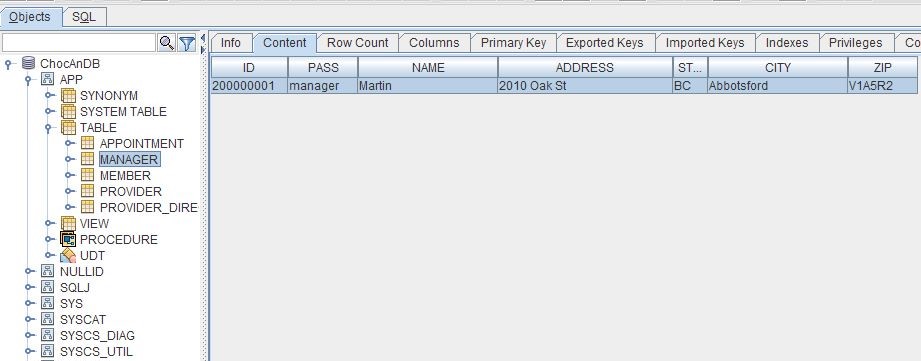 Objects SQL
Info Content Row Count Columns Primary Key Exported Keys Imported Keys Indexes Privileges Co
ChocAnDB
APP
SYNONYM
SYSTEM TABLE
TABLE
APPOINTMENT
MANAGER
MEMBER
PROVIDER
PROVIDER_DIRE
VIEW
PROCEDURE
UDT
NULLID
SQLJ
SYS
SYSCAT
SYSCS_DIAG
SYSCS_UTIL
ID PASS NAME ADDRESS ST... CITY ZIP
200000001 manager Martin 2010 Oak St BC Abbotsford V1A5R2